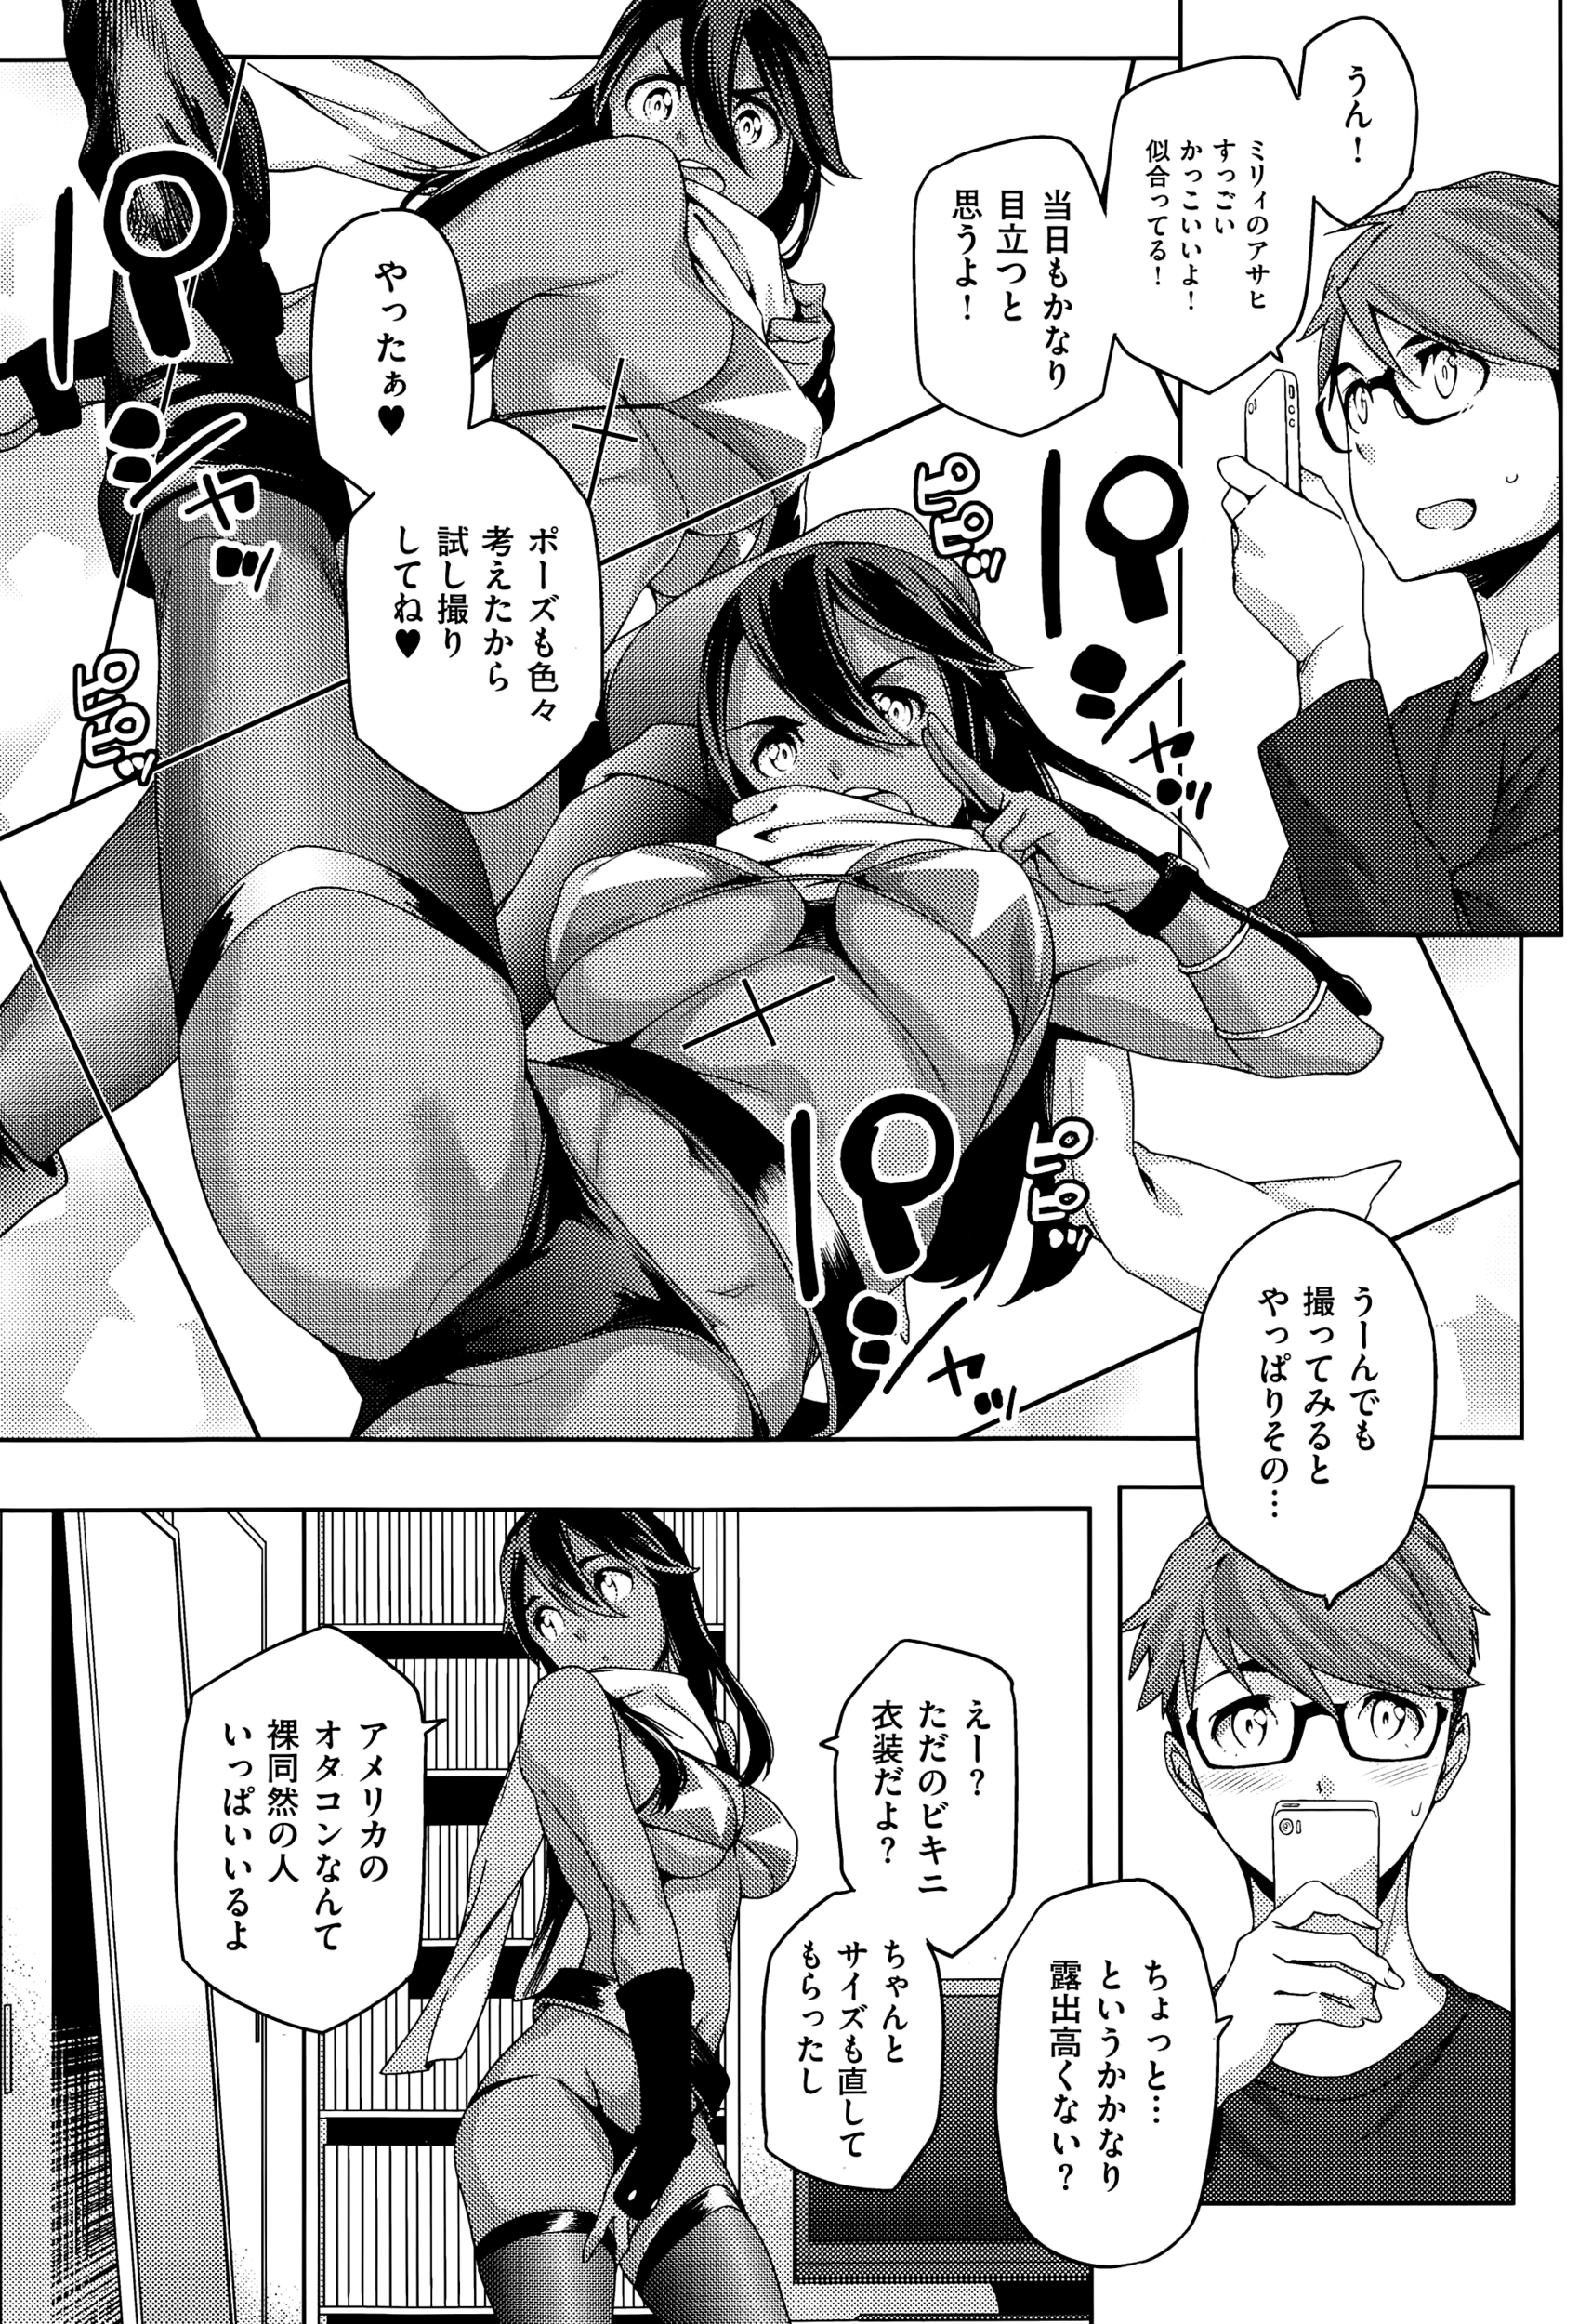 うん！
ミリィのアサヒ
すっごい
かっこいいよ！
似合ってる！
当日もかなり
目立つと
思うよ！
ピピッ
パシャッ
やったぁ♥
ポーズも色々
考えたから
試し撮り
してね♥
パシャッ
ピピッ
ピピッ
パシャッ
うーんでも
撮ってみると
やっぱりその…
ちょっと…
というかかなり
露出高くない？
えー？
ただのビキニ
衣装だよ？
ちゃんと
サイズも直して
もらったし
アメリカの
オタコンなんて
裸同然の人
いっぱいいるよ